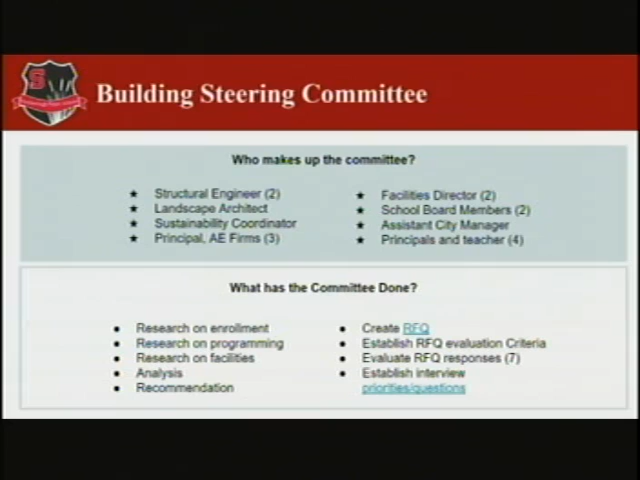 S
Building Steering Committee
Who makes up the committee?
★ Structural Engineer (2)
★ Landscape Architect
★ Sustainability Coordinator
★ Principal, AE Firms (3)
★ Facilities Director (2)
★ School Board Members (2)
★ Assistant City Manager
★ Principals and teacher (4)
What has the Committee Done?
● Research on enrollment
● Research on programming
● Research on facilities
● Analysis
● Recommendation
● Create RFQ
● Establish RFQ evaluation Criteria
● Evaluate RFQ responses (7)
● Establish interview
priorities/questions